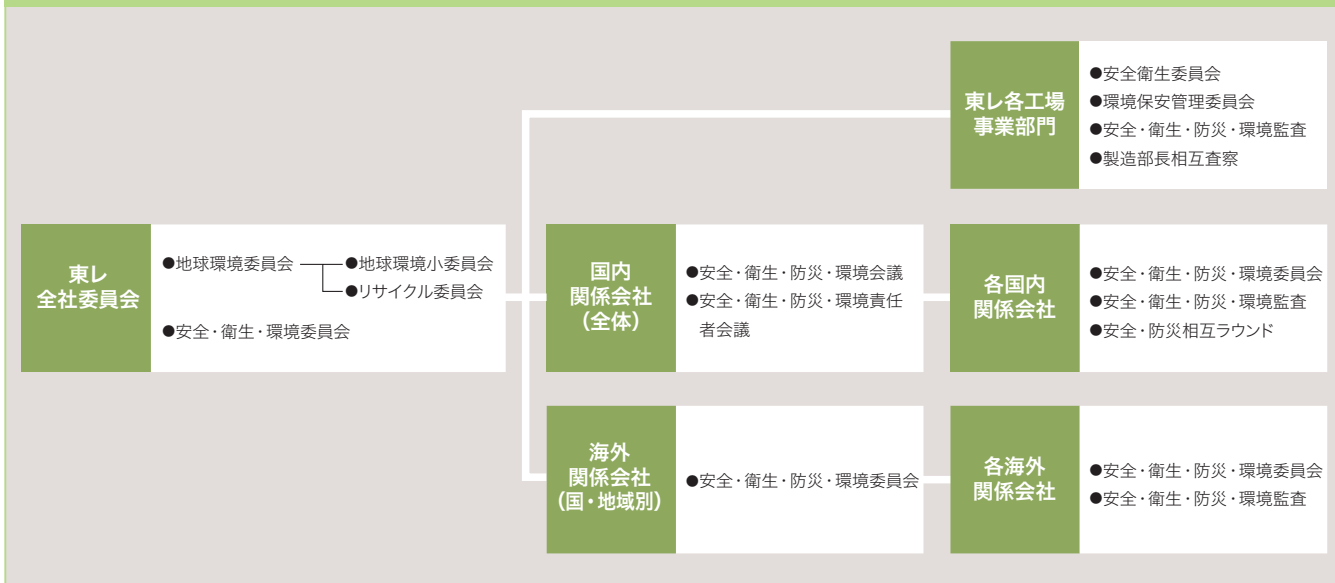 東レ
全社委員会
●地球環境委員会
●地球環境小委員会
●リサイクル委員会
●安全・衛生・環境委員会
東レ各工場
事業部門
●安全衛生委員会
●環境保安管理委員会
●安全・衛生・防災・環境監査
●製造部長相互査察
国内
関係会社
（全体）
●安全・衛生・防災・環境会議
●安全・衛生・防災・環境責任
者会議
各国内
関係会社
●安全・衛生・防災・環境委員会
●安全・衛生・防災・環境監査
●安全・防災相互ラウンド
海外
関係会社
（国・地域別）
●安全・衛生・防災・環境委員会
各海外
関係会社
●安全・衛生・防災・環境委員会
●安全・衛生・防災・環境監査